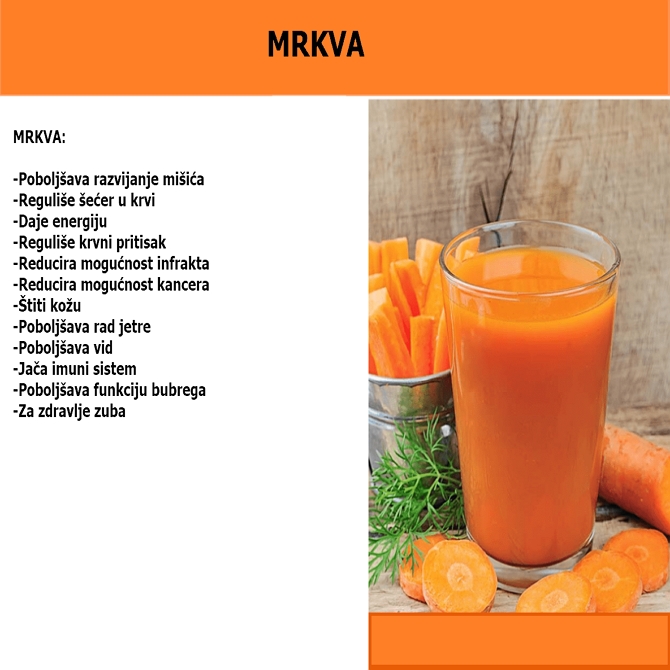 MRKVA
MRKVA:
-Poboljšava razvijanje mišića
-Reguliše šećer u krvi
-Daje energiju
-Reguliše krvni pritisak
-Reducira mogućnost infrakta
-Reducira mogućnost kancera
-Štiti kožu
-Poboljšava rad jetre
-Poboljšava vid
-Jača imuni sistem
-Poboljšava funkciju bubrega
-Za zdravlje zuba